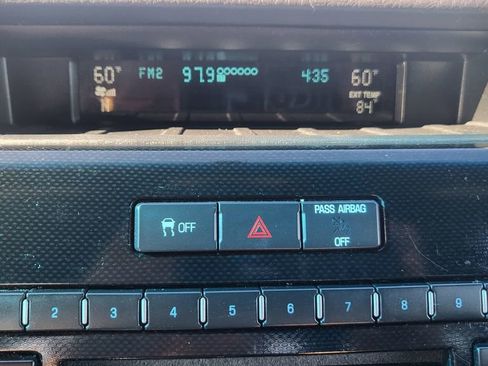 60° FM2 97.9 4:35 60°
EXT TEMP
84°
PASS AIRBAG
OFF
OFF
2 3 4 5 6 7 8 9